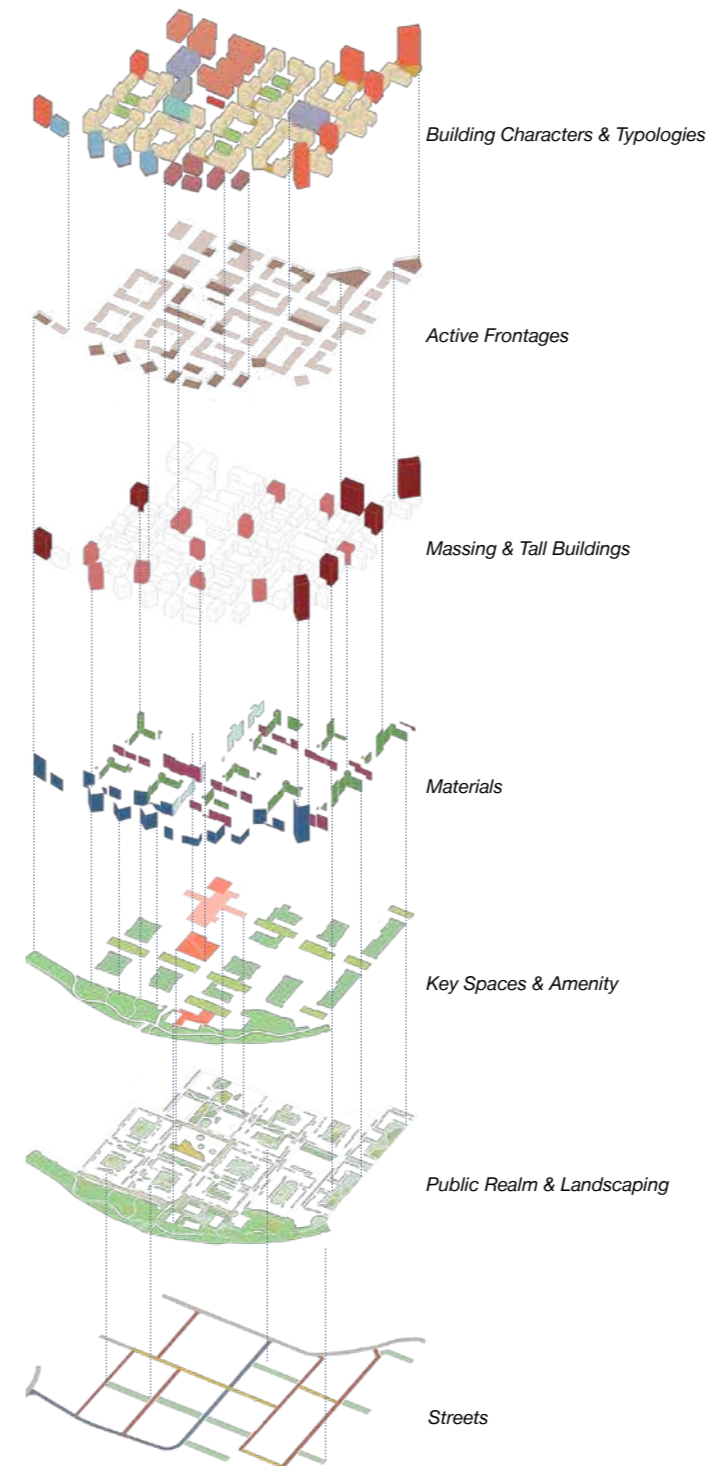 Building Characters & Typologies
Active Frontages
Massing & Tall Buildings
Materials
Key Spaces & Amenity
Public Realm & Landscaping
Streets